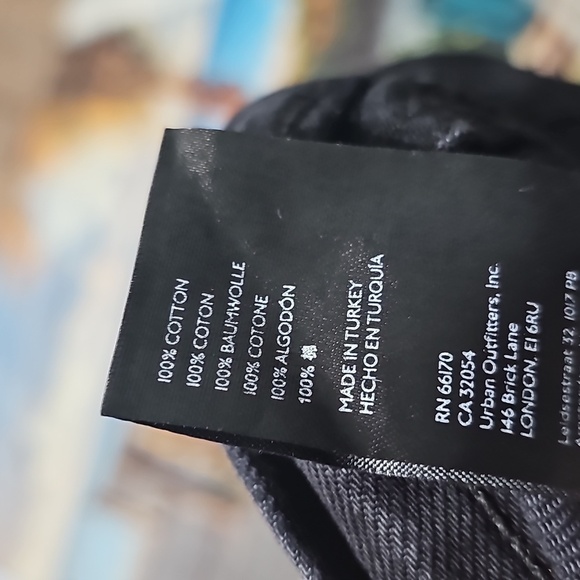 100% COTTON
100% COTON
100% BAUMWOLLE
100% COTONE
100% ALGODÓN
100% 棉
MADE IN TURKEY
HECHO EN TURQUÍA
RN 66170
CA 32054
Urban Outfitters, Inc.
146 Brick Lane
LONDON, E1 6RU
Leidsestraat 32, 1017 PB